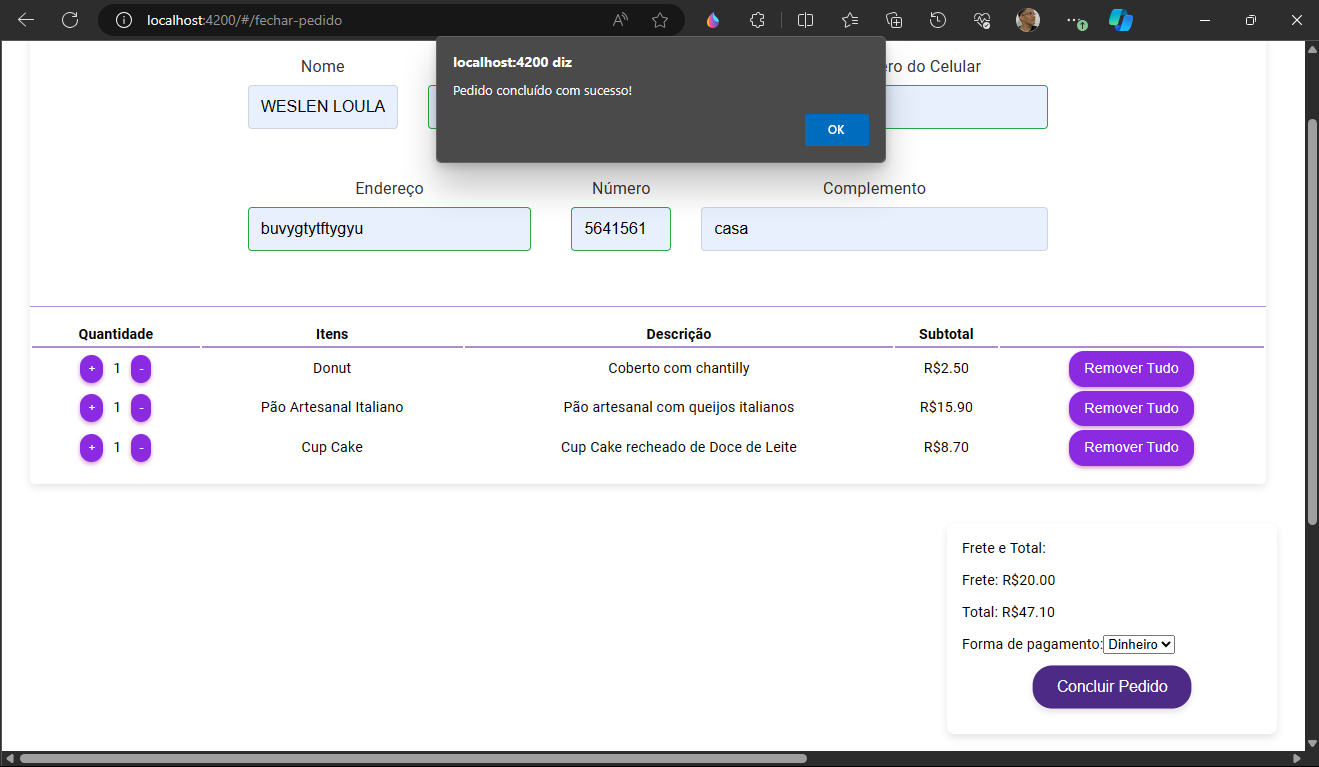 localhost:4200/#/fechar-pedido
localhost:4200 diz
Pedido concluído com sucesso!
OK
Nome
do Celular
WESLEN LOULA
Endereço
Número
Complemento
buvygtytftygyu
5641561
casa
Quantidade Itens Descrição Subtotal
+ 1 - Donut Coberto com chantilly R$2.50 Remover Tudo
+ 1 - Pão Artesanal Italiano Pão artesanal com queijos italianos R$15.90 Remover Tudo
+ 1 - Cup Cake Cup Cake recheado de Doce de Leite R$8.70 Remover Tudo
Frete e Total:
Frete: R$20.00
Total: R$47.10
Forma de pagamento: Dinheiro
Concluir Pedido